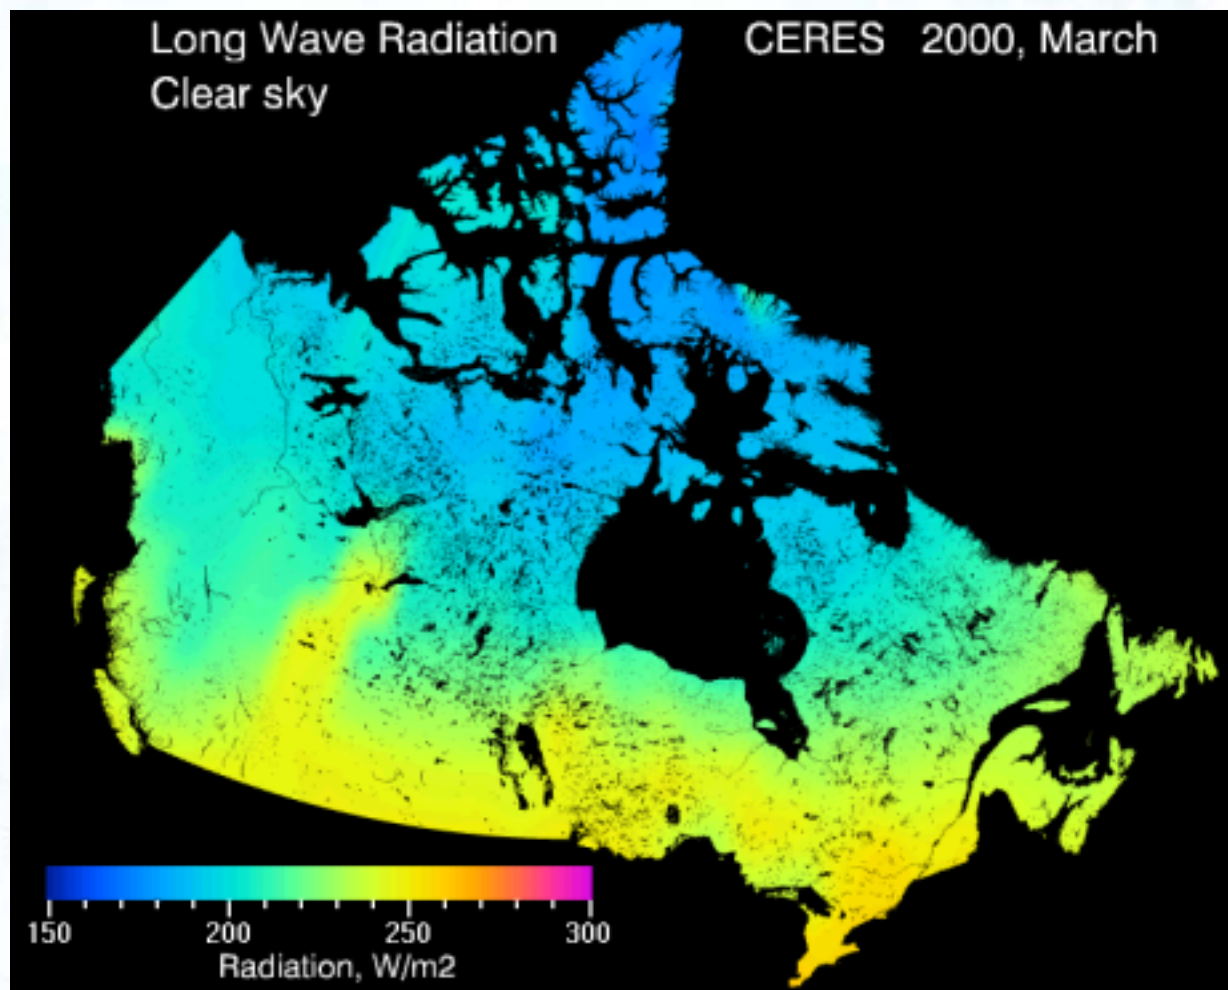 Long Wave Radiation
CERES 2000, March
Clear sky
150 200 250 300
Radiation, W/m2